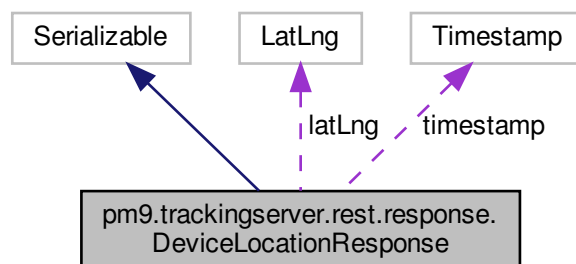 Serializable
LatLng
Timestamp
latLng
timestamp
pm9.trackingserver.rest.response.
DeviceLocationResponse